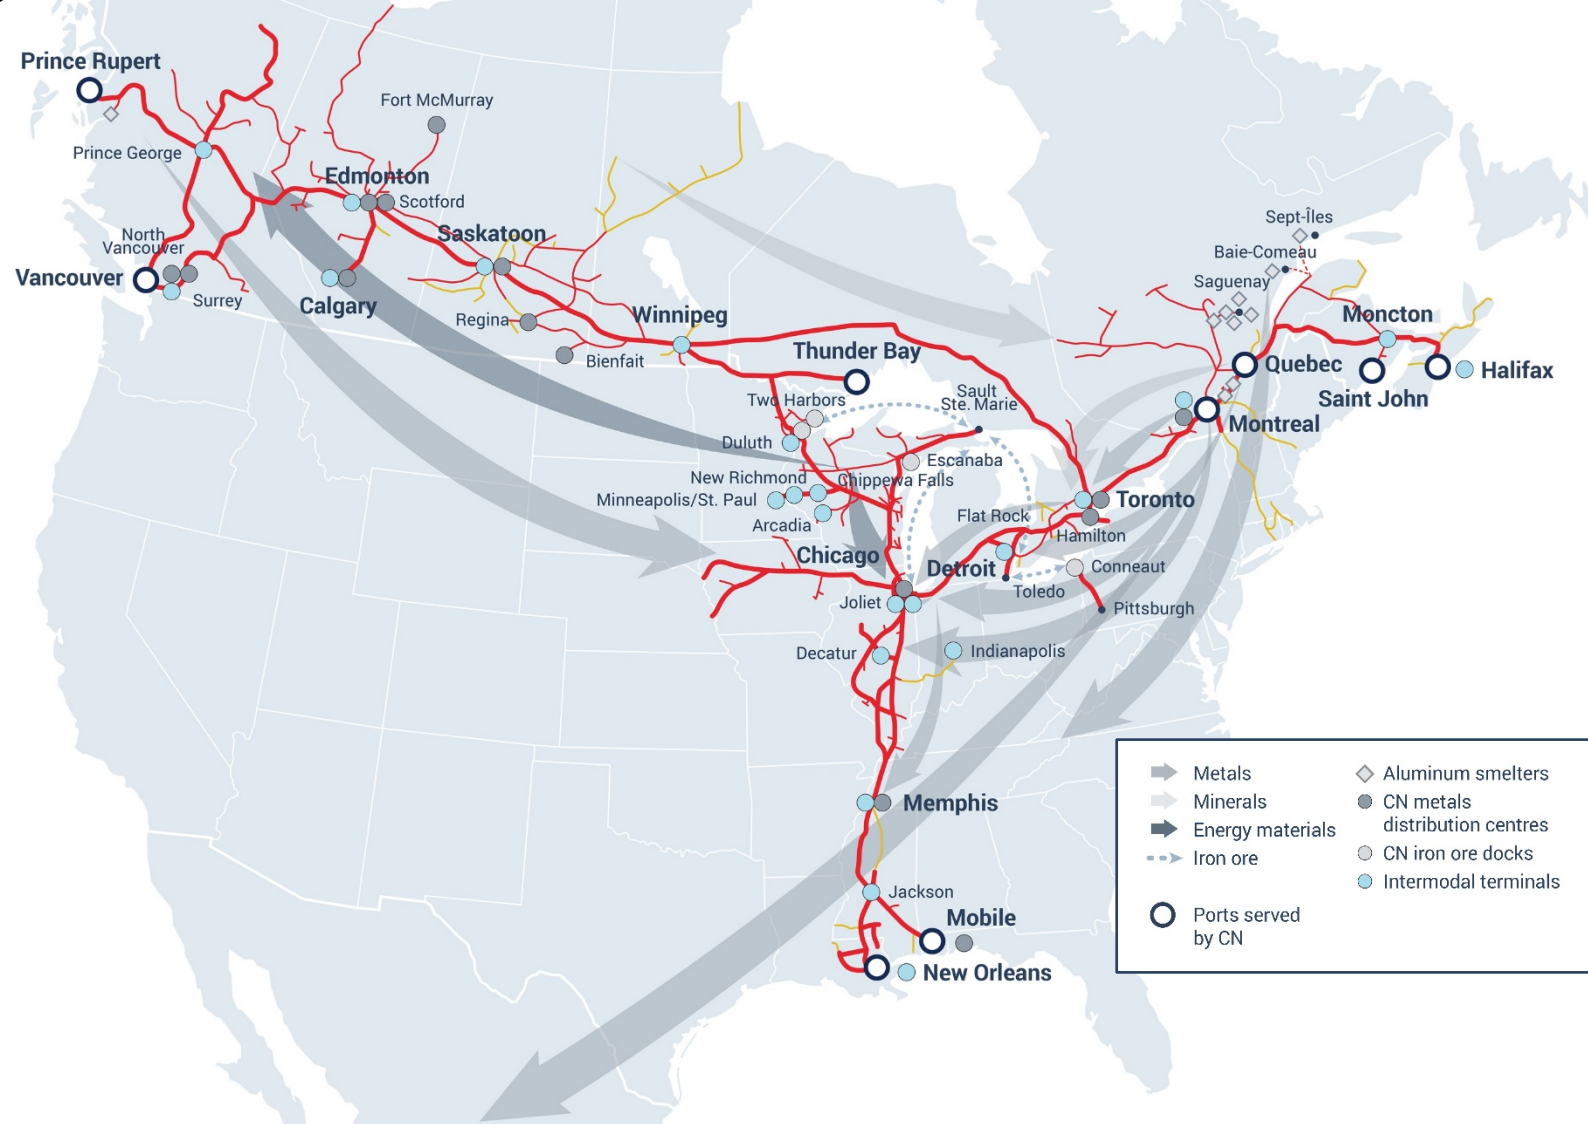 Prince Rupert
Fort McMurray
Prince George
Edmonton
Scotford
Sept-Îles
North
Vancouver
Saskatoon
Baie-Comeau
Vancouver
Saguenay
Surrey
Calgary
Regina
Winnipeg
Moncton
Bienfait
Thunder Bay
Quebec
Halifax
Two Harbors
Sault
Ste. Marie
Saint John
Duluth
Montreal
Escanaba
New Richmond
Chippewa Falls
Minneapolis/St. Paul
Toronto
Arcadia
Flat Rock
Hamilton
Chicago
Detroit
Conneaut
Joliet
Toledo
Pittsburgh
Decatur
Indianapolis
Memphis
Jackson
Mobile
New Orleans
Metals
Minerals
Energy materials
Iron ore
Ports served
by CN
Aluminum smelters
CN metals
distribution centres
CN iron ore docks
Intermodal terminals